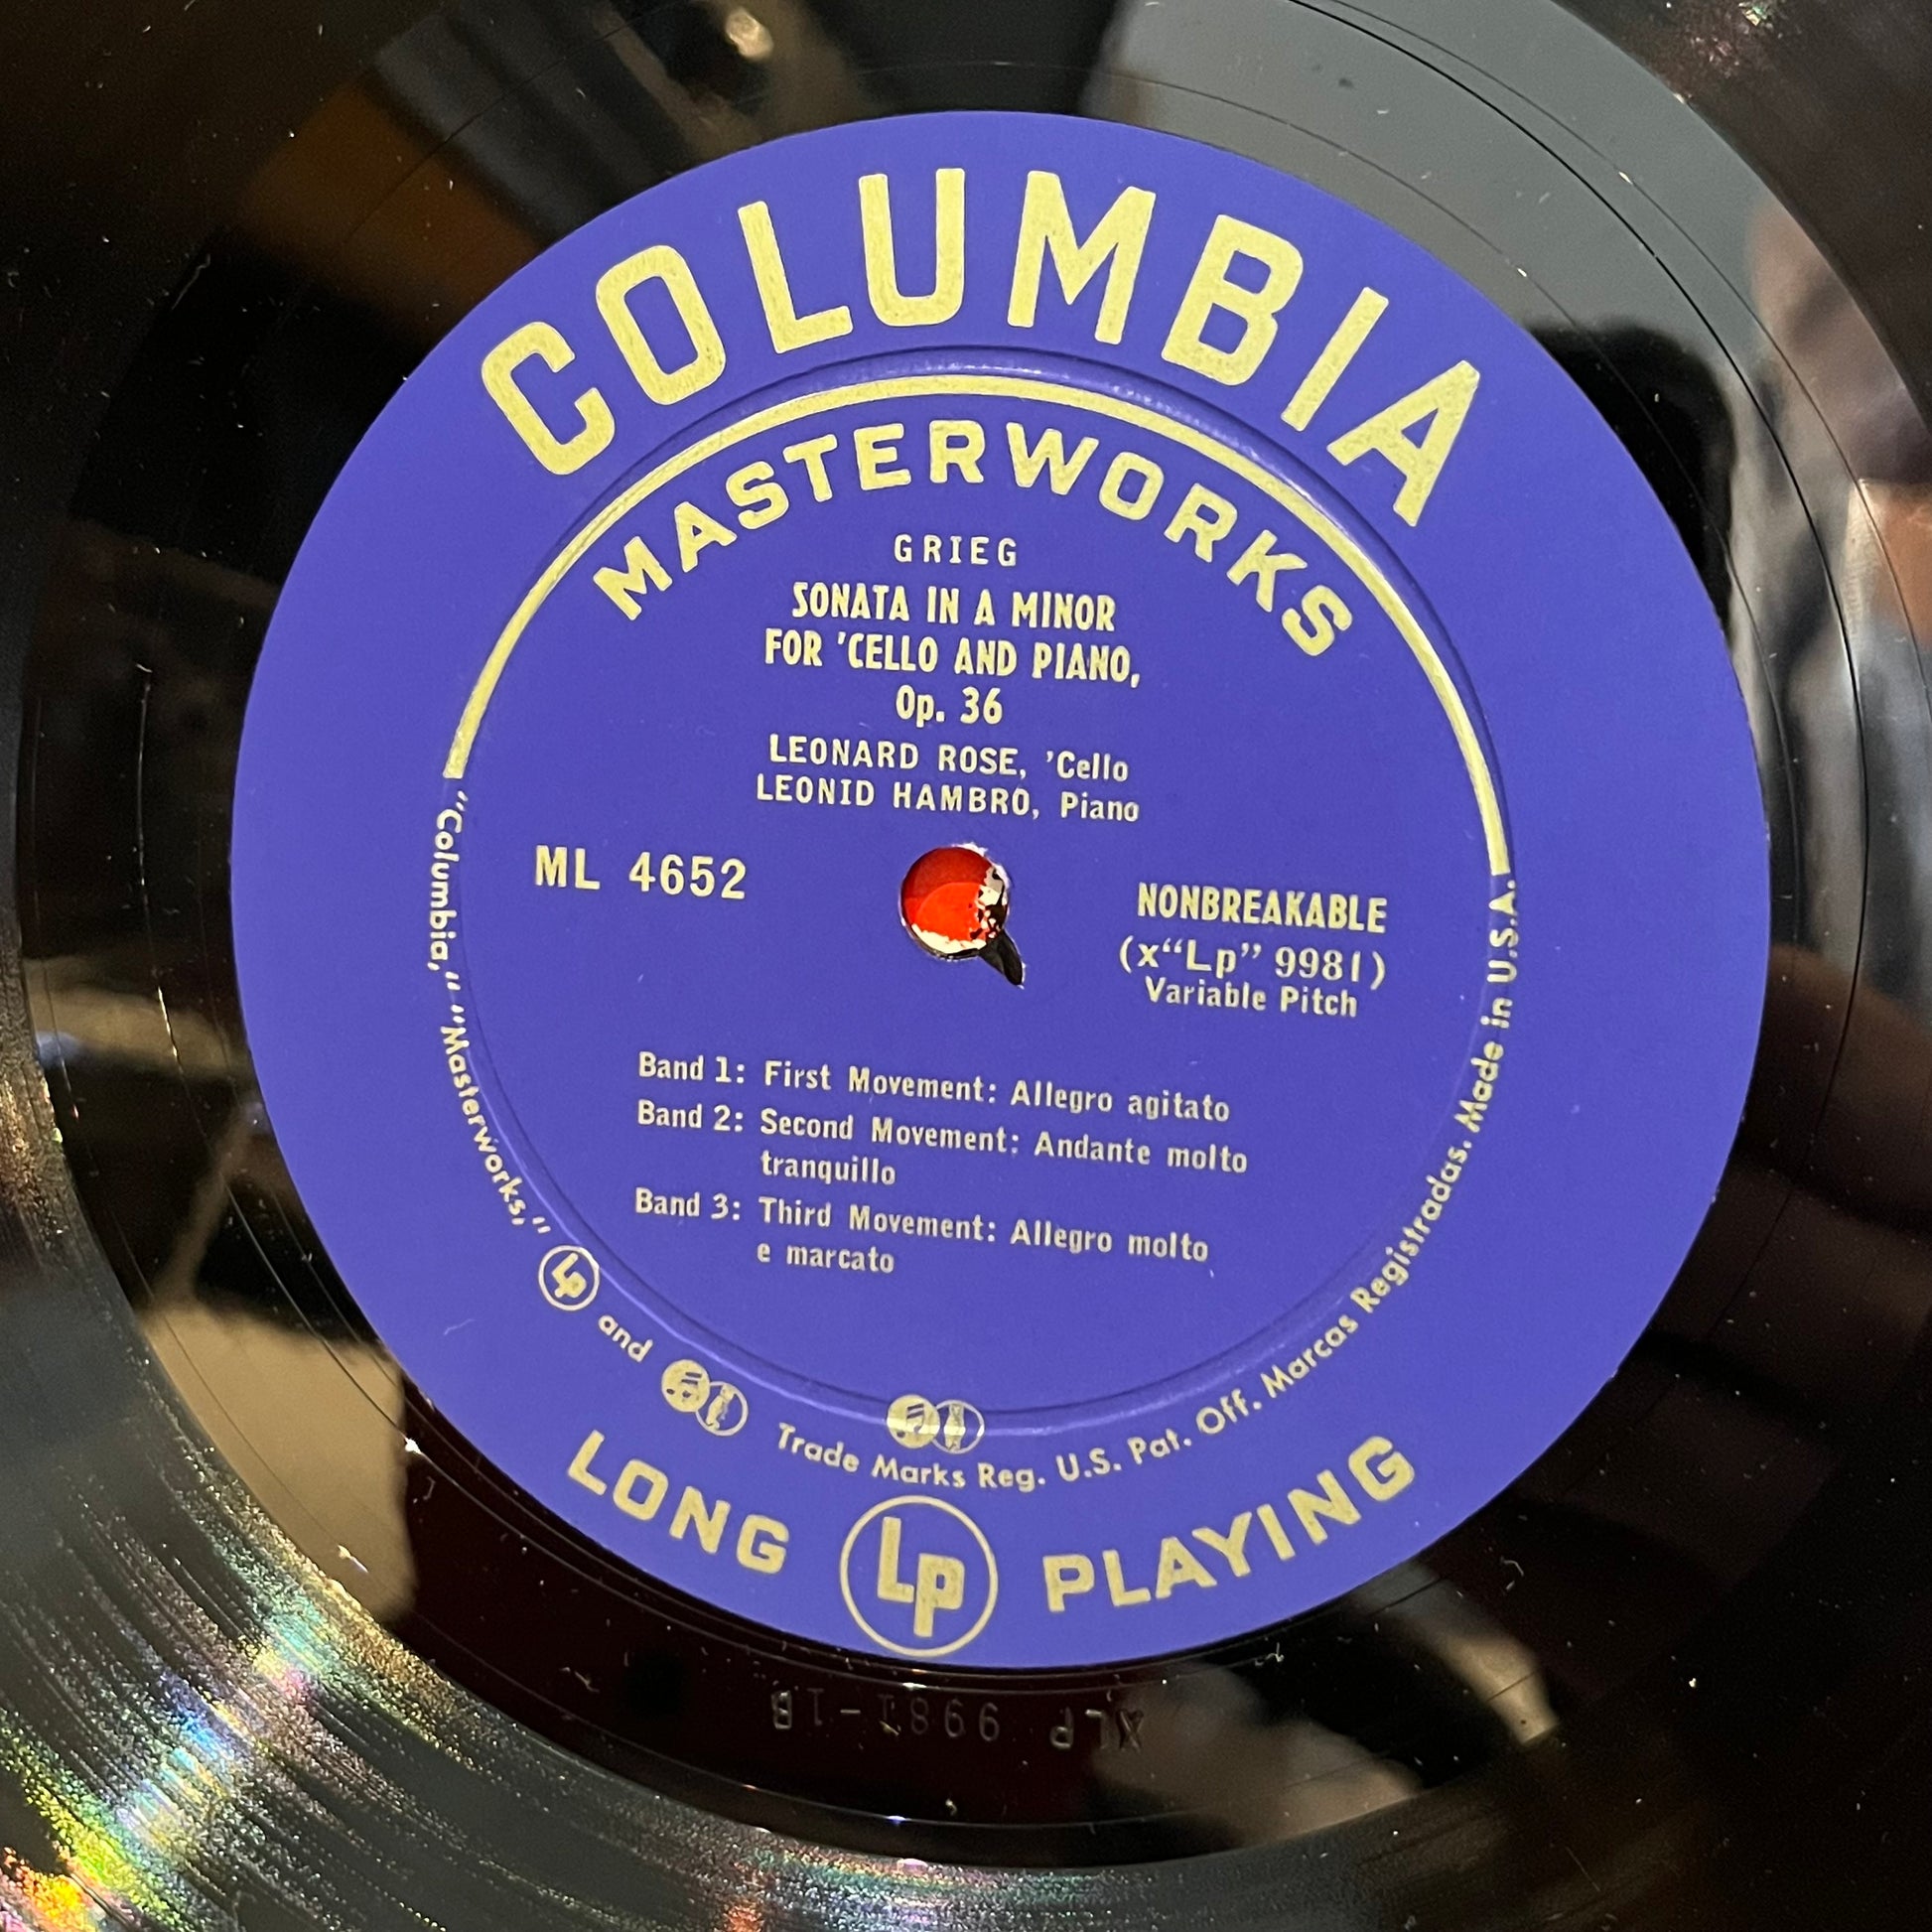 COLUMBIA
MASTERWORKS
GRIEG
SONATA IN A MINOR
FOR 'CELLO AND PIANO,
Op. 36
LEONARD ROSE, 'Cello
LEONID HAMBRO, Piano
ML 4652
NONBREAKABLE
(x“Lp” 9981)
Variable Pitch
Band 1: First Movement: Allegro agitato
Band 2: Second Movement: Andante molto
tranquillo
Band 3: Third Movement: Allegro molto
e marcato
“Columbia,” “Masterworks,” Lp and Trade Marks Reg. U.S. Pat. Off. Marcas Registradas. Made in U.S.A.
LONG Lp PLAYING
XLP 9981-1B